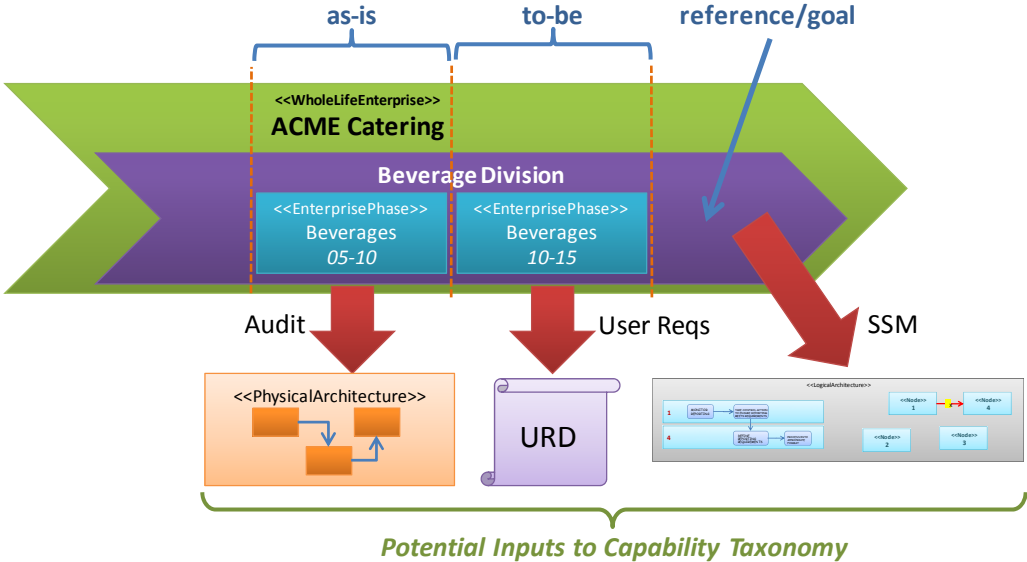 as-is
to-be
reference/goal
<<WholeLifeEnterprise>>
ACME Catering
Beverage Division
<<EnterprisePhase>>
Beverages
05-10
<<EnterprisePhase>>
Beverages
10-15
Audit
User Reqs
SSM
<<PhysicalArchitecture>>
URD
<<LogicalArchitecture>>
1
4
<<Node>>
1
<<Node>>
4
<<Node>>
2
<<Node>>
3
Potential Inputs to Capability Taxonomy